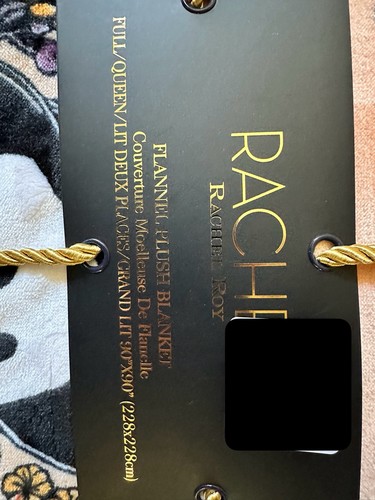 RACHE
RACHEL ROY
FLANNEL PLUSH BLANKET
Couverture Moelleuse De Flanelle
FULL/QUEEN/LIT DEUX PLACES/GRAND LIT 90"X90" (228x228cm)